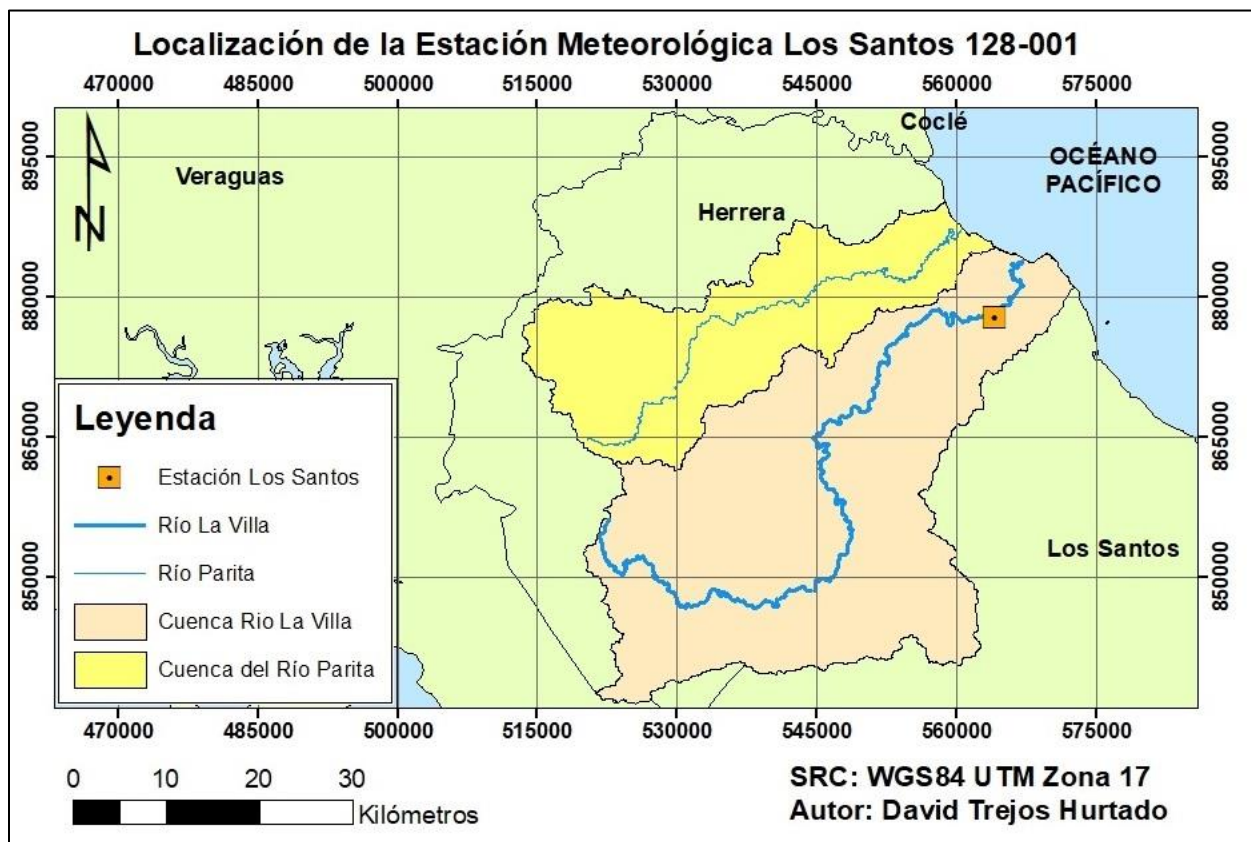 Localización de la Estación Meteorológica Los Santos 128-001
470000 485000 500000 515000 530000 545000 560000 575000
895000
880000
865000
850000
Veraguas
Coclé
OCÉANO
PACÍFICO
Herrera
Los Santos
N
895000
880000
865000
850000
Leyenda
Estación Los Santos
Río La Villa
Río Parita
Cuenca Rio La Villa
Cuenca del Río Parita
470000 485000 500000 515000 530000 545000 560000 575000
0 10 20 30
Kilómetros
SRC: WGS84 UTM Zona 17
Autor: David Trejos Hurtado